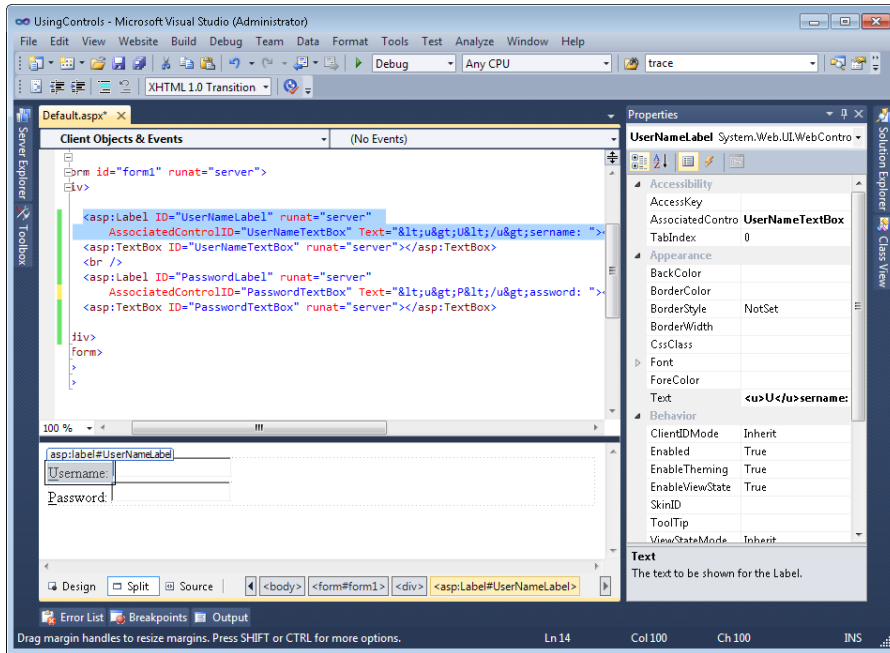 UsingControls - Microsoft Visual Studio (Administrator)
File Edit View Website Build Debug Team Data Format Tools Test Analyze Window Help
Debug Any CPU trace
XHTML 1.0 Transition
Server Explorer
Toolbox
Default.aspx*
Client Objects & Events (No Events)
orm id="form1" runat="server">
iv>
<asp:Label ID="UserNameLabel" runat="server"
AssociatedControlID="UserNameTextBox" Text="&lt;u&gt;U&lt;/u&gt;sername: "><
<asp:TextBox ID="UserNameTextBox" runat="server"></asp:TextBox>
<br />
<asp:Label ID="PasswordLabel" runat="server"
AssociatedControlID="PasswordTextBox" Text="&lt;u&gt;P&lt;/u&gt;assword: "><
<asp:TextBox ID="PasswordTextBox" runat="server"></asp:TextBox>
div>
form>
>
>
100 %
asp:label#UserNameLabel
Username:
Password:
Design Split Source <body> <form#form1> <div> <asp:Label#UserNameLabel>
Properties
UserNameLabel System.Web.UI.WebContro
Accessibility
AccessKey
AssociatedContro UserNameTextBox
TabIndex 0
Appearance
BackColor
BorderColor
BorderStyle NotSet
BorderWidth
CssClass
Font
ForeColor
Text <u>U</u>sername:
Behavior
ClientIDMode Inherit
Enabled True
EnableTheming True
EnableViewState True
SkinID
ToolTip
ViewStateMode Inherit
Text
The text to be shown for the Label.
Solution Explorer
Class View
Error List Breakpoints Output
Drag margin handles to resize margins. Press SHIFT or CTRL for more options. Ln 14 Col 100 Ch 100 INS